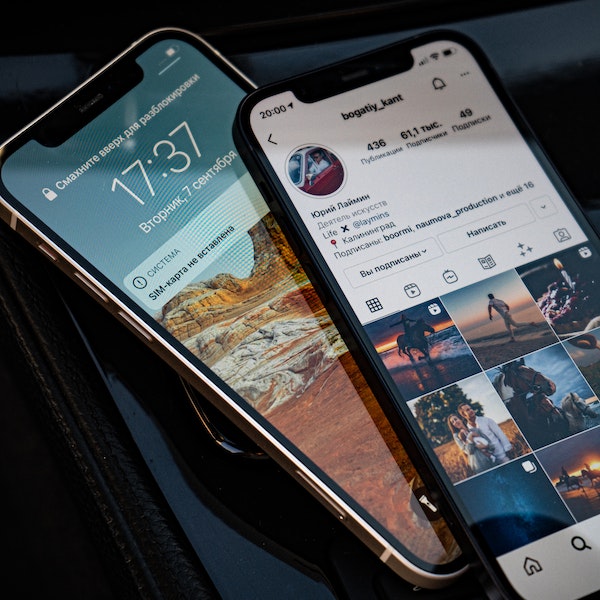 Смахните вверх для разблокировки
17:37
Вторник, 7 сентября
СИСТЕМА
SIM-карта не вставлена
20:00
bogatiy_kant
436 61,1 тыс. 49
Публикации Подписчики Подписки
Юрий Лаймин
Деятель искусств
Life @laymins
Калининград
Подписаны: boomi, naumova_production и ещё 16
Вы подписаны Написать